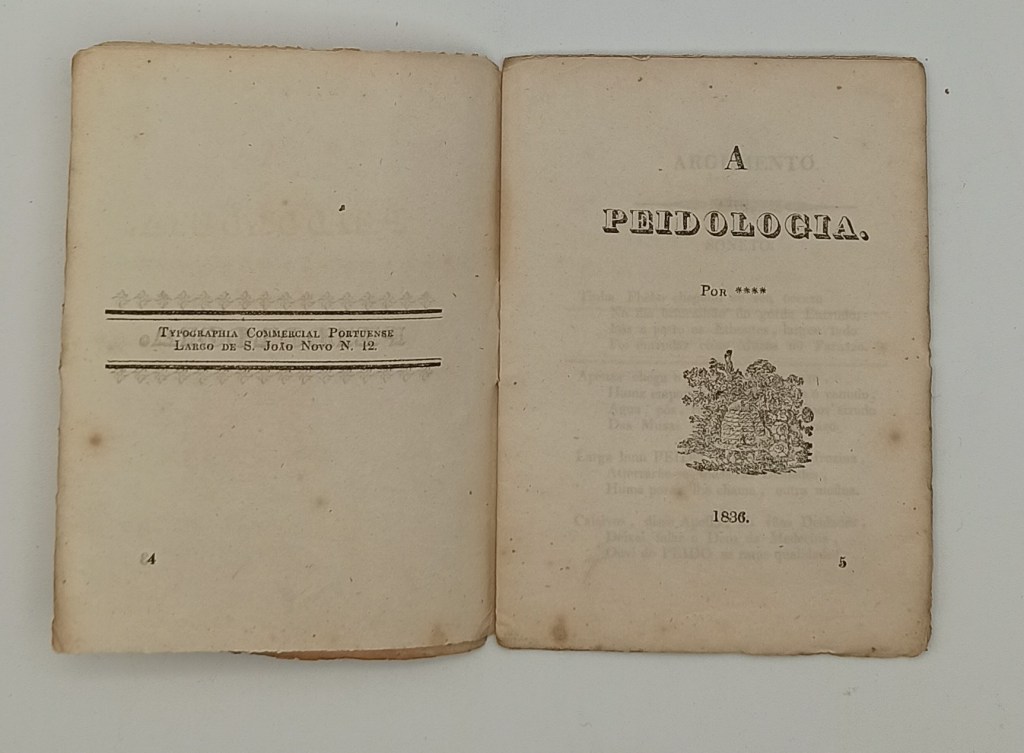 Typographia Commercial Portuense
Largo de S. João Novo N. 12.
4
A
PEIDOLOGIA.
Por ****
1836.
5